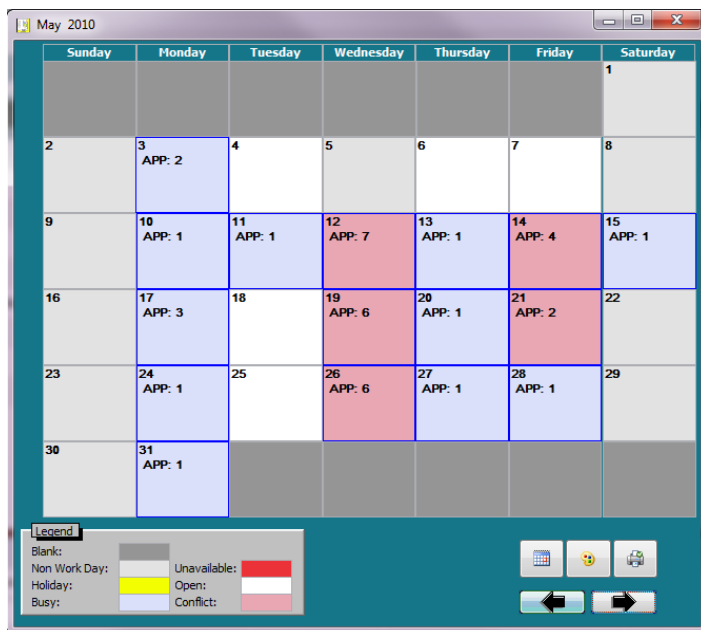 May 2010
Sunday Monday Tuesday Wednesday Thursday Friday Saturday
1
2 3 4 5 6 7 8
APP: 2
9 10 11 12 13 14 15
APP: 1 APP: 1 APP: 7 APP: 1 APP: 4 APP: 1
16 17 18 19 20 21 22
APP: 3 APP: 6 APP: 1 APP: 2
23 24 25 26 27 28 29
APP: 1 APP: 6 APP: 1 APP: 1
30 31
APP: 1
Legend
Blank:
Non Work Day: Unavailable:
Holiday: Open:
Busy: Conflict: